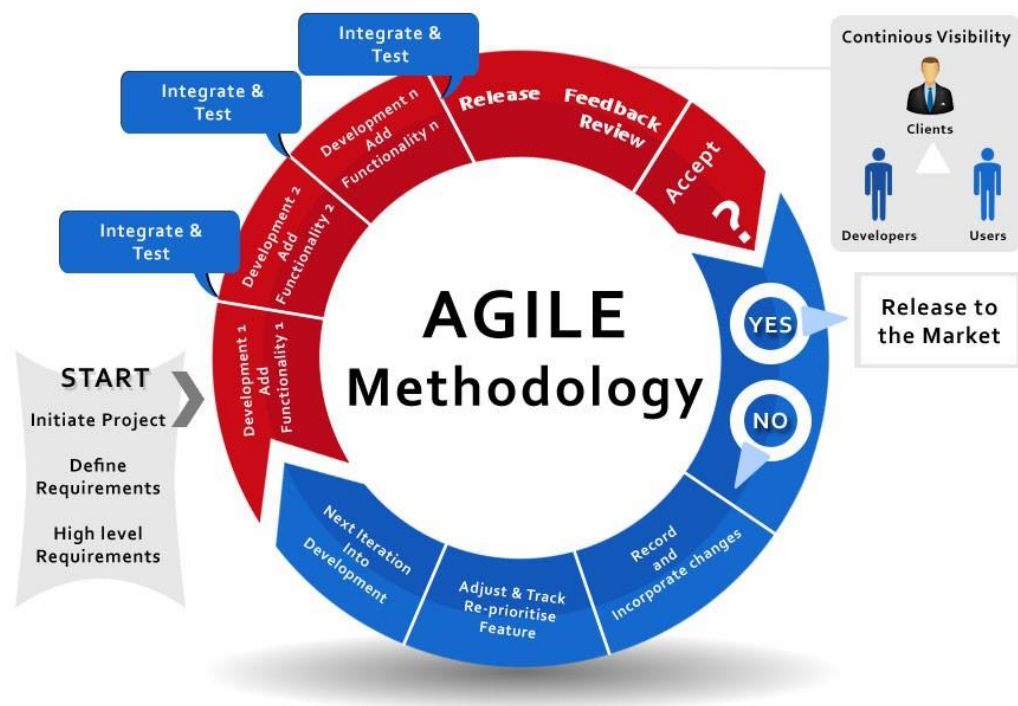 START
Initiate Project
Define
Requirements
High level
Requirements
Development 1
Add
Functionality 1
Integrate &
Test
Development 2
Add
Functionality 2
Integrate &
Test
Development n
Add
Functionality n
Integrate &
Test
Release
Feedback
Review
Accept
?
Continious Visibility
Clients
Developers
Users
YES
Release to
the Market
NO
Record
and
Incorporate changes
Adjust & Track
Re-prioritise
Feature
Next Iteration
Into
Development
AGILE
Methodology